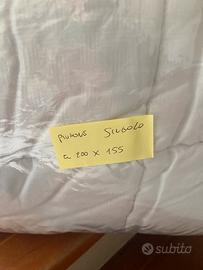 piumone SINGOLO
cm 200 x 155
subito